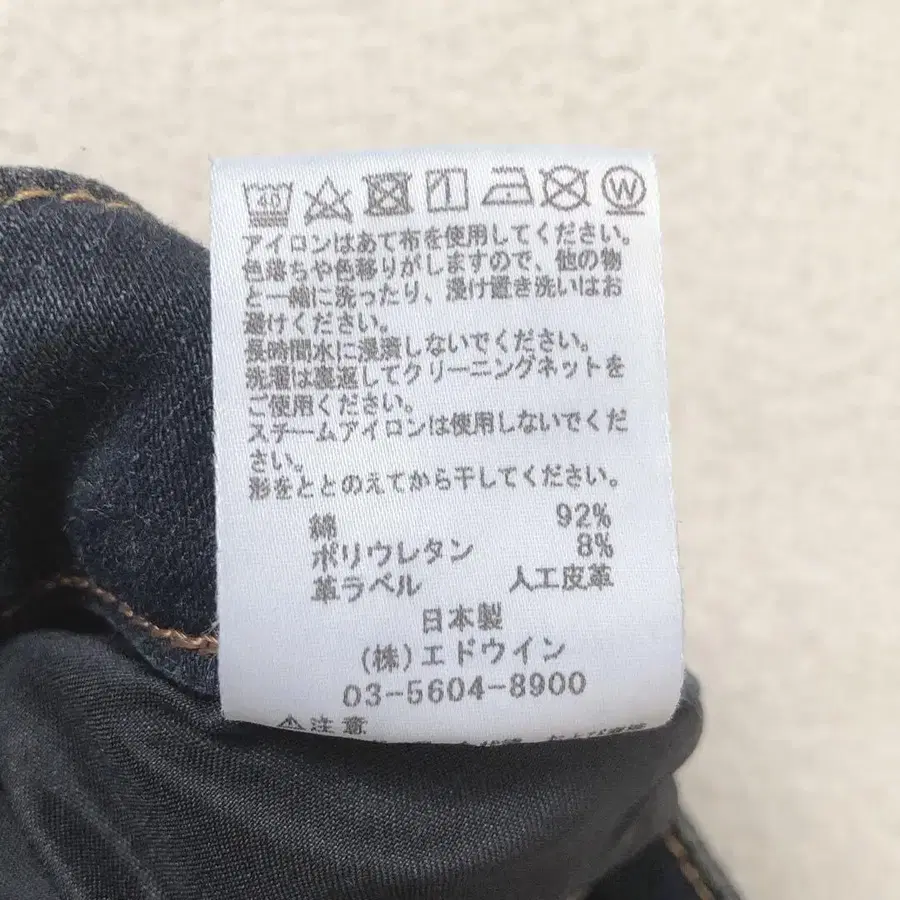 40 W
アイロンはあて布を使用してください。
色落ちや色移りがしますので、他の物
と一緒に洗ったり、浸け置き洗いはお
避けください。
長時間水に浸漬しないでください。
洗濯は裏返してクリーニングネットを
ご使用ください。
スチームアイロンは使用しないでくだ
さい。
形をととのえてから干してください。
綿 92%
ポリウレタン 8%
革ラベル 人工皮革
日本製
(株)エドウイン
03-5604-8900
⚠注意